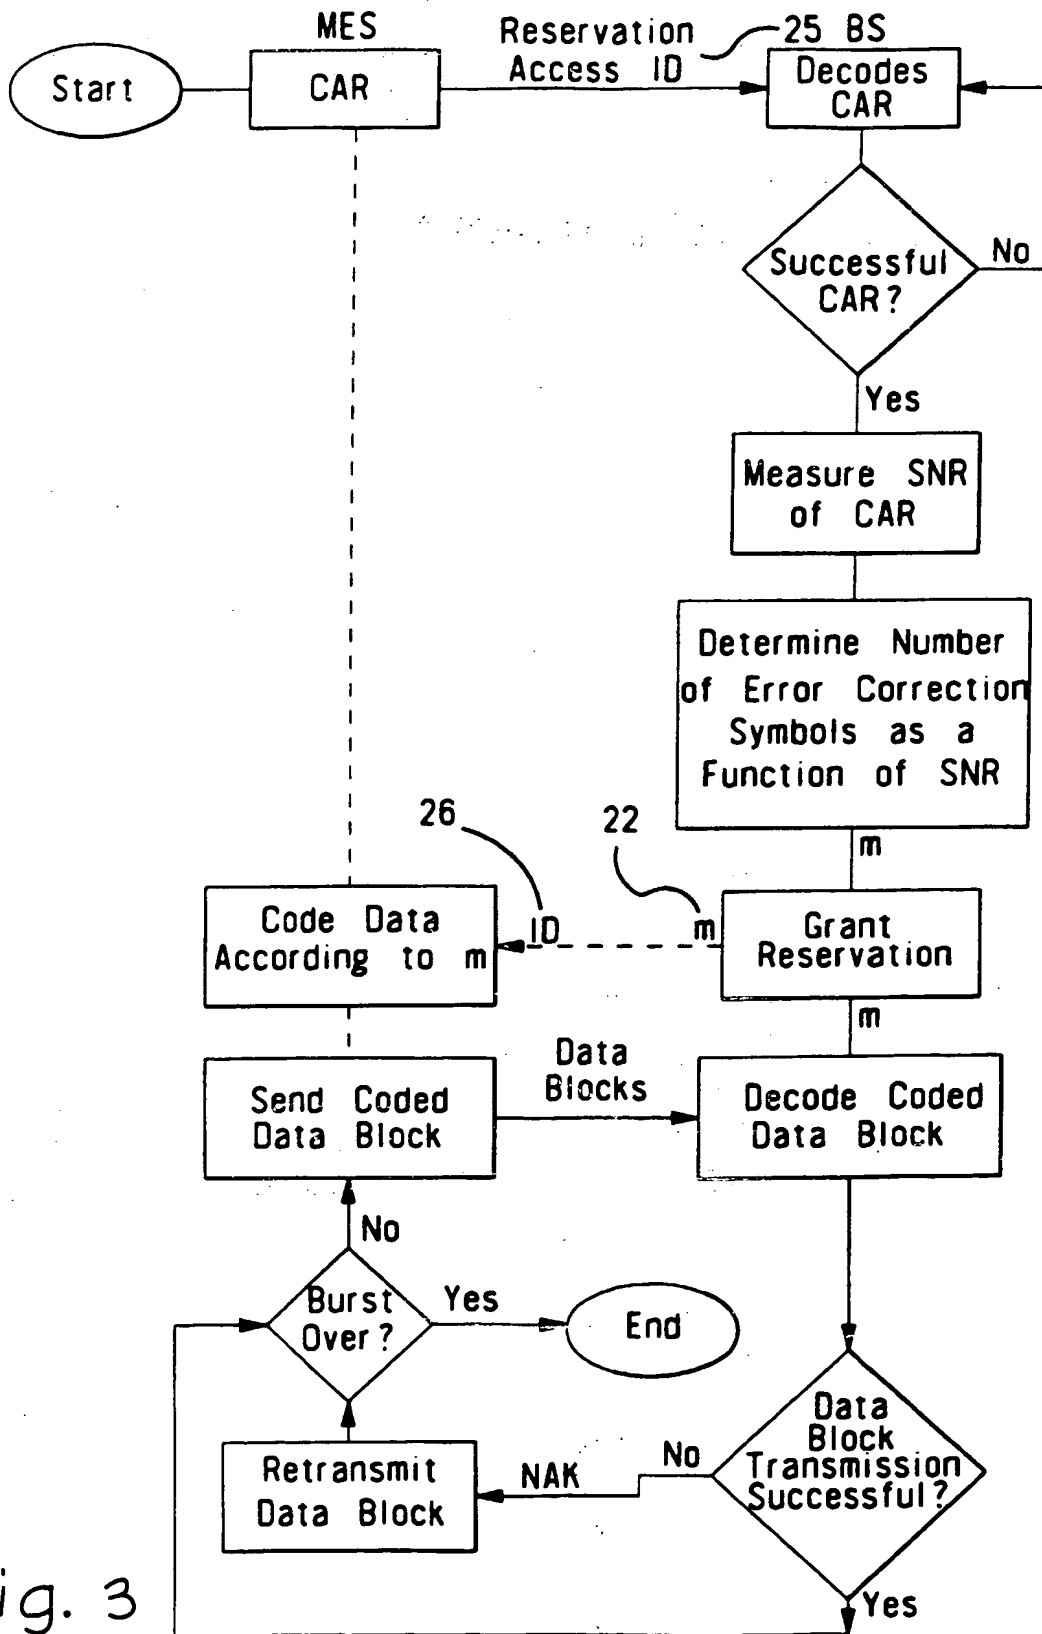 MES
Reservation
Access ID
25 BS
Start
CAR
Decodes
CAR
Successful
CAR?
No
Yes
Measure SNR
of CAR
Determine Number
of Error Correction
Symbols as a
Function of SNR
m
26
22
Code Data
According to m
ID
m
Grant
Reservation
m
Data
Blocks
Send Coded
Data Block
Decode Coded
Data Block
No
Burst
Over?
Yes
End
Data
Block
Transmission
Successful?
No
NAK
Retransmit
Data Block
Yes
ig. 3